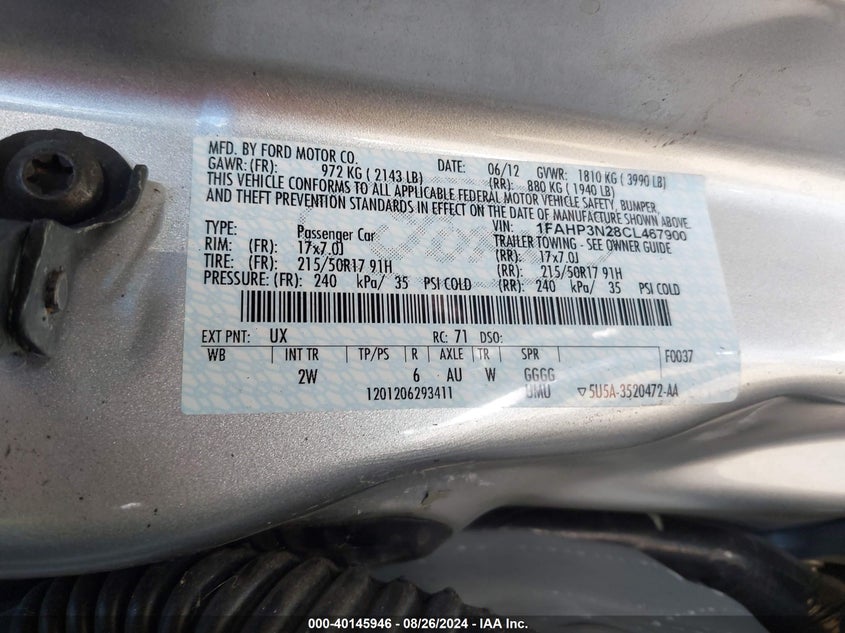 MFD. BY FORD MOTOR CO. DATE: 06/12 GVWR: 1810 KG ( 3990 LB)
GAWR: (FR): 972 KG ( 2143 LB) (RR): 880 KG ( 1940 LB)
THIS VEHICLE CONFORMS TO ALL APPLICABLE FEDERAL MOTOR VEHICLE SAFETY, BUMPER,
AND THEFT PREVENTION STANDARDS IN EFFECT ON THE DATE OF MANUFACTURE SHOWN ABOVE.
VIN: 1FAHP3N28CL467900
TYPE: Passenger Car TRAILER TOWING - SEE OWNER GUIDE
RIM: (FR): 17x7.0J (RR): 17x7.0J
TIRE: (FR): 215/50R17 91H (RR): 215/50R17 91H
PRESSURE: (FR): 240 kPa/ 35 PSI COLD (RR): 240 kPa/ 35 PSI COLD
EXT PNT: UX RC: 71 DSO:
WB INT TR TP/PS R AXLE TR SPR F0037
2W 6 AU W GGGG
1201206293411 UMU ▽5U5A-3520472-AA
000-40145946 - 08/26/2024 - IAAI.com